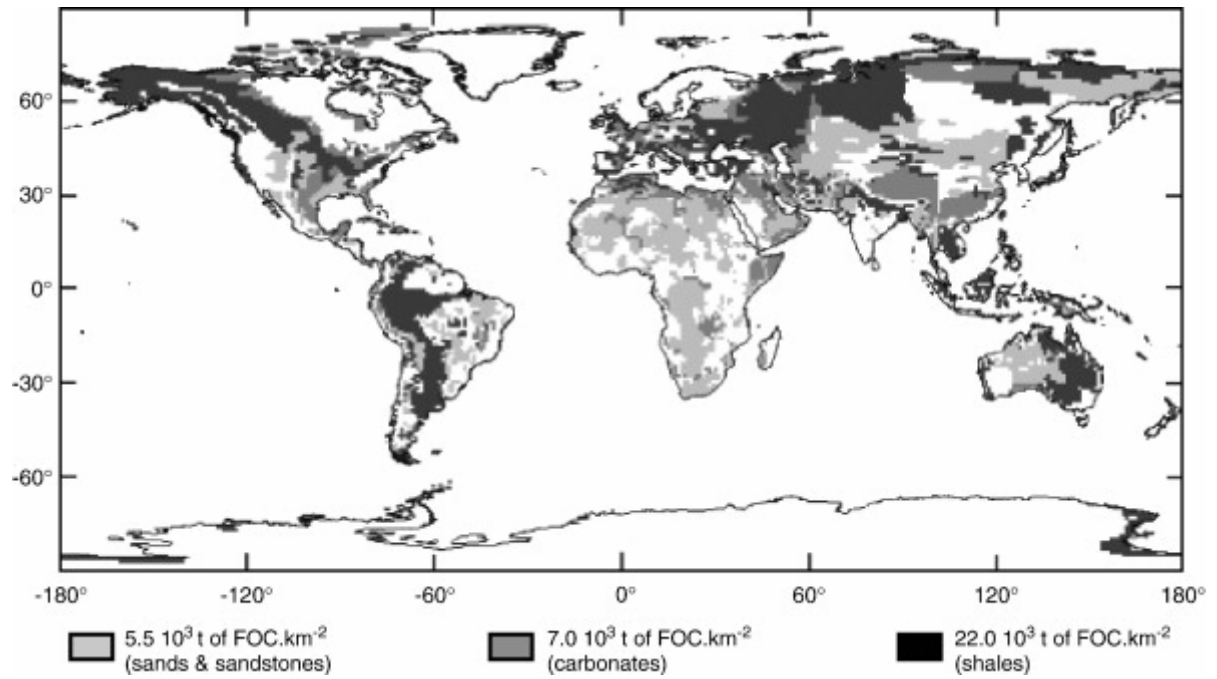 60°
30°
0°
-30°
-60°
-180° -120° -60° 0° 60° 120° 180°
5.5 10³ t of FOC.km⁻² 7.0 10³ t of FOC.km⁻² 22.0 10³ t of FOC.km⁻²
(sands & sandstones) (carbonates) (shales)